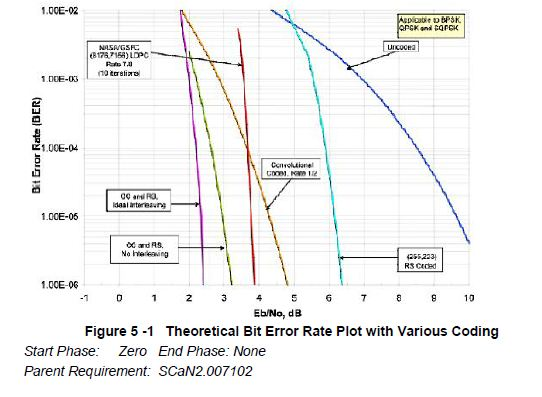 1.00E-02
1.00E-03
1.00E-04
1.00E-05
1.00E-06
Bit Error Rate (BER)
NASA/GSFC
(8176,7156) LDPC
Rate 7/8
(10 iterations)
Applicable to BPSK,
QPSK and SQPSK
Uncoded
Convolutional
Coded, Rate 1/2
CC and RS,
Ideal Interleaving
CC and RS,
No Interleaving
(255,223)
RS Coded
-1 0 1 2 3 4 5 6 7 8 9 10
Eb/No, dB
Figure 5 -1 Theoretical Bit Error Rate Plot with Various Coding
Start Phase: Zero End Phase: None
Parent Requirement: SCaN2.007102